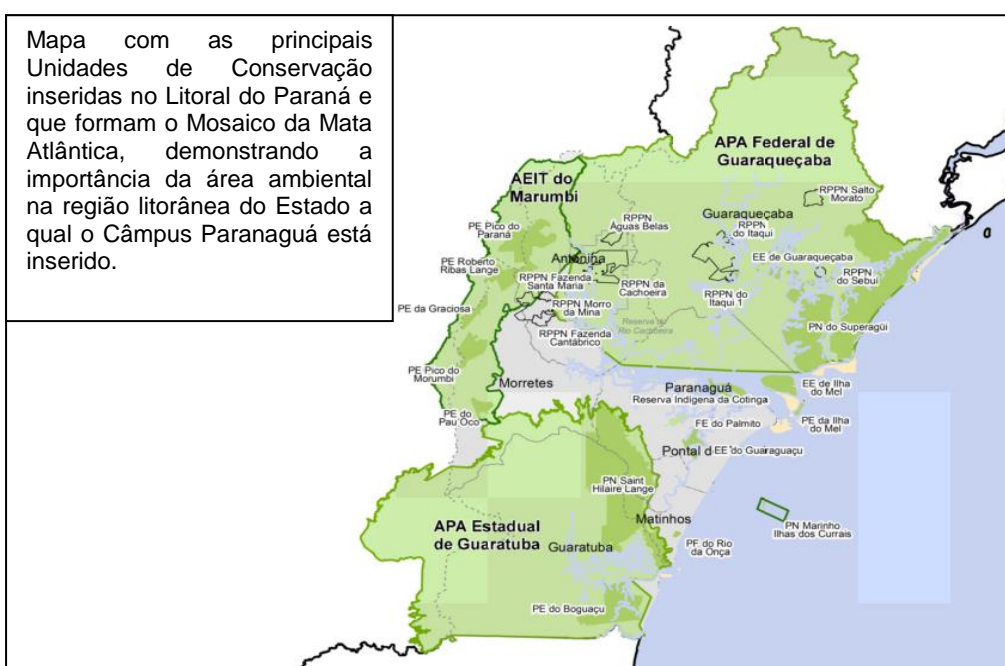 Mapa com as principais
Unidades de Conservação
inseridas no Litoral do Paraná e
que formam o Mosaico da Mata
Atlântica, demonstrando a
importância da área ambiental
na região litorânea do Estado a
qual o Câmpus Paranaguá está
inserido.
APA Federal de
Guaraqueçaba
AEIT do
Marumbi
RPPN Salto
Morato
PE Pico do
Paraná
RPPN
Águas Belas
Guaraqueçaba
RPPN
do Itaqui
EE de Guaraqueçaba
Antonina
PE Roberto
Ribas Lange
RPPN Fazenda
Santa Maria
RPPN da
Cachoeira
RPPN do
Itaqui 1
RPPN
do Sebuí
PE da Graciosa
RPPN Morro
da Mina
Reserva do
Rio Cachoeira
PN do Superagüi
RPPN Fazenda
Cantábrico
PE Pico do
Morumbi
Morretes
Paranaguá
Reserva Indígena da Cotinga
EE de Ilha
do Mel
PE do
Pau Oco
FE do Palmito
PE da Ilha
do Mel
Pontal d
EE do Guaraguaçu
PN Saint
Hilaire Lange
Matinhos
PN Marinho
Ilhas dos Currais
APA Estadual
de Guaratuba
Guaratuba
PF do Rio
da Onça
PE do Boguaçu